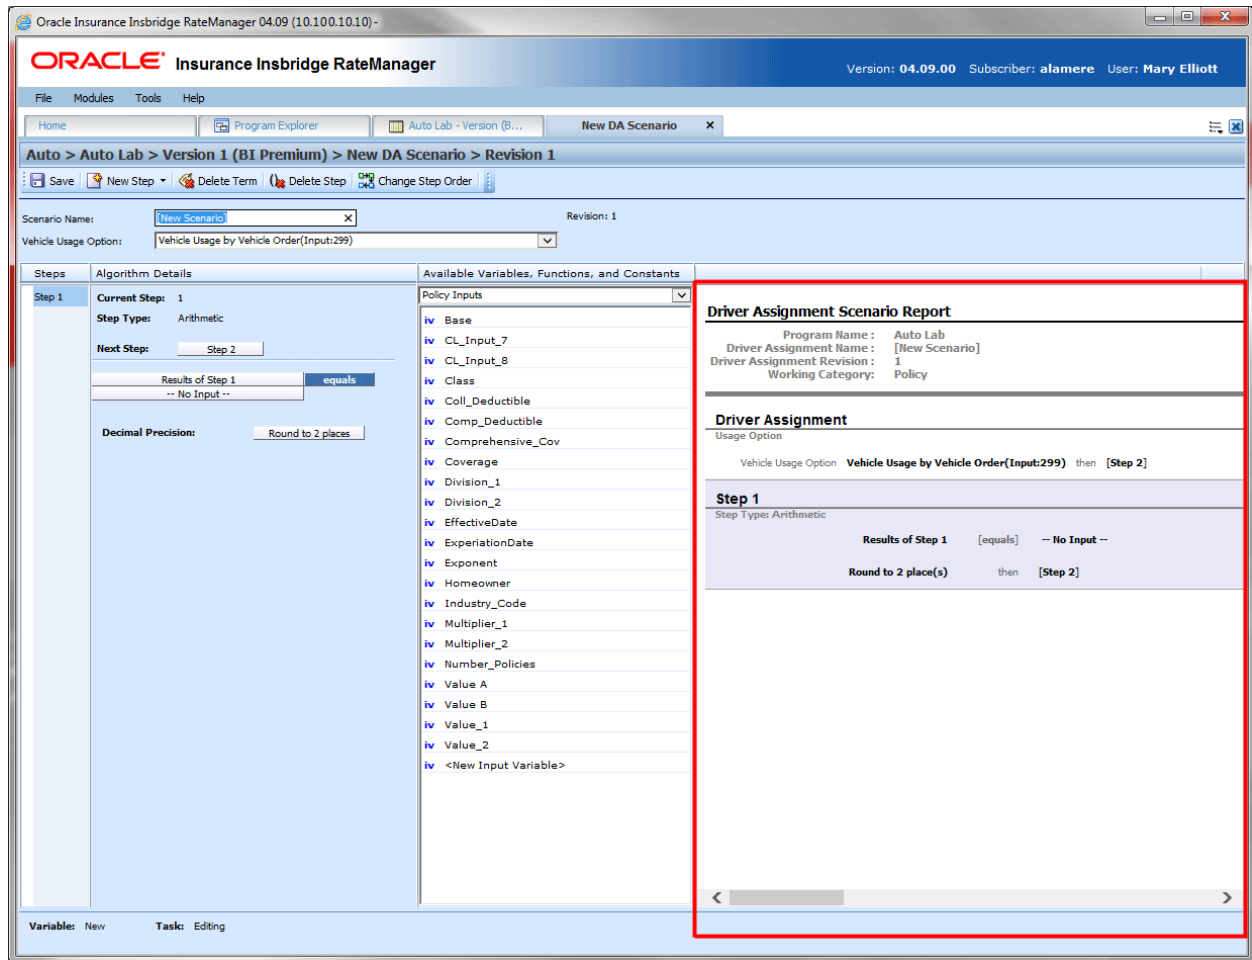 Oracle Insurance Insbridge RateManager 04.09 (10.100.10.10) -
ORACLE Insurance Insbridge RateManager
Version: 04.09.00 Subscriber: alamere User: Mary Elliott
File Modules Tools Help
Home Program Explorer Auto Lab - Version (B... New DA Scenario X
Auto > Auto Lab > Version 1 (BI Premium) > New DA Scenario > Revision 1
Save New Step Delete Term Delete Step Change Step Order
Scenario Name: [New Scenario] X Revision: 1
Vehicle Usage Option: Vehicle Usage by Vehicle Order(Input:299)
Steps Algorithm Details Available Variables, Functions, and Constants
Step 1
Current Step: 1
Step Type: Arithmetic
Next Step: Step 2
Results of Step 1 equals
-- No Input --
Decimal Precision: Round to 2 places
Policy Inputs
iv Base
iv CL_Input_7
iv CL_Input_8
iv Class
iv Coll_Deductible
iv Comp_Deductible
iv Comprehensive_Cov
iv Coverage
iv Division_1
iv Division_2
iv EffectiveDate
iv ExperiationDate
iv Exponent
iv Homeowner
iv Industry_Code
iv Multiplier_1
iv Multiplier_2
iv Number_Policies
iv Value A
iv Value B
iv Value_1
iv Value_2
iv <New Input Variable>
Driver Assignment Scenario Report
Program Name : Auto Lab
Driver Assignment Name : [New Scenario]
Driver Assignment Revision : 1
Working Category: Policy
Driver Assignment
Usage Option
Vehicle Usage Option Vehicle Usage by Vehicle Order(Input:299) then [Step 2]
Step 1
Step Type: Arithmetic
Results of Step 1 [equals] -- No Input --
Round to 2 place(s) then [Step 2]
Variable: New Task: Editing